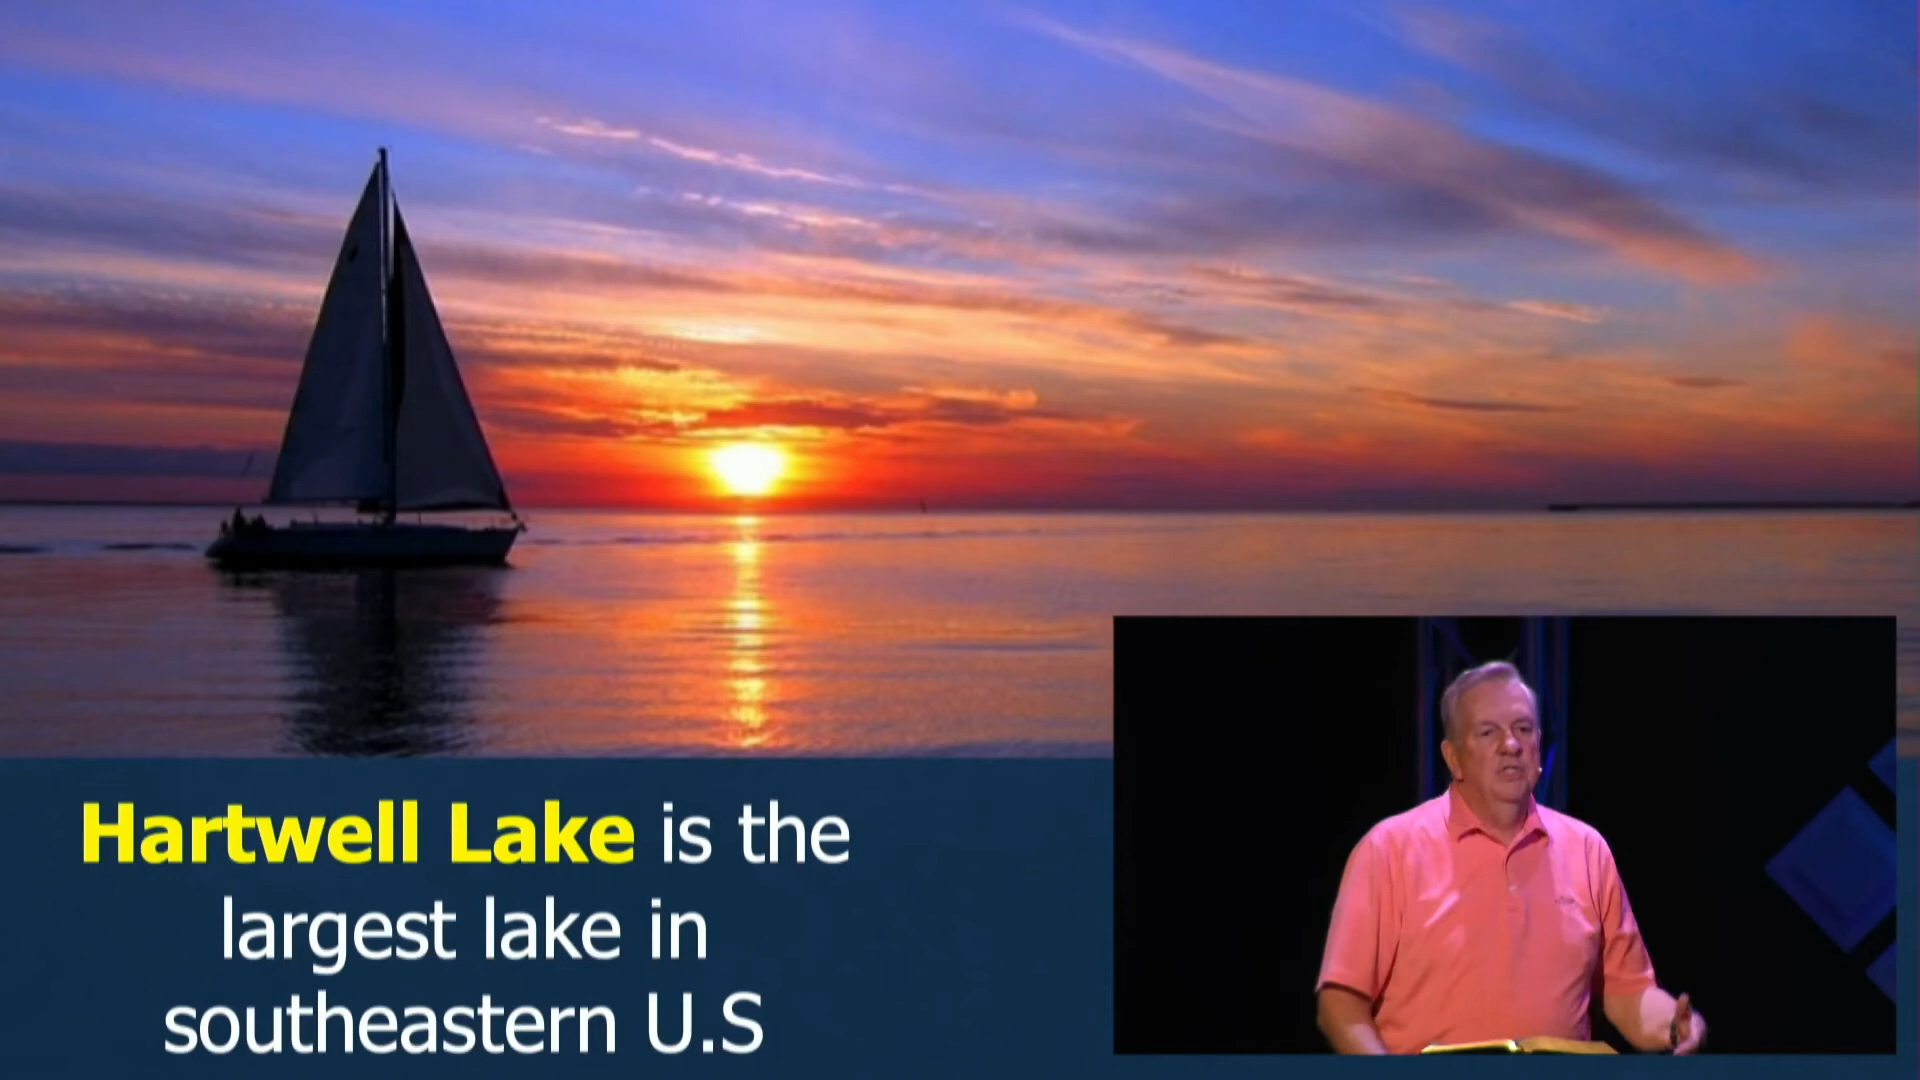 Hartwell Lake is the
largest lake in
southeastern U.S